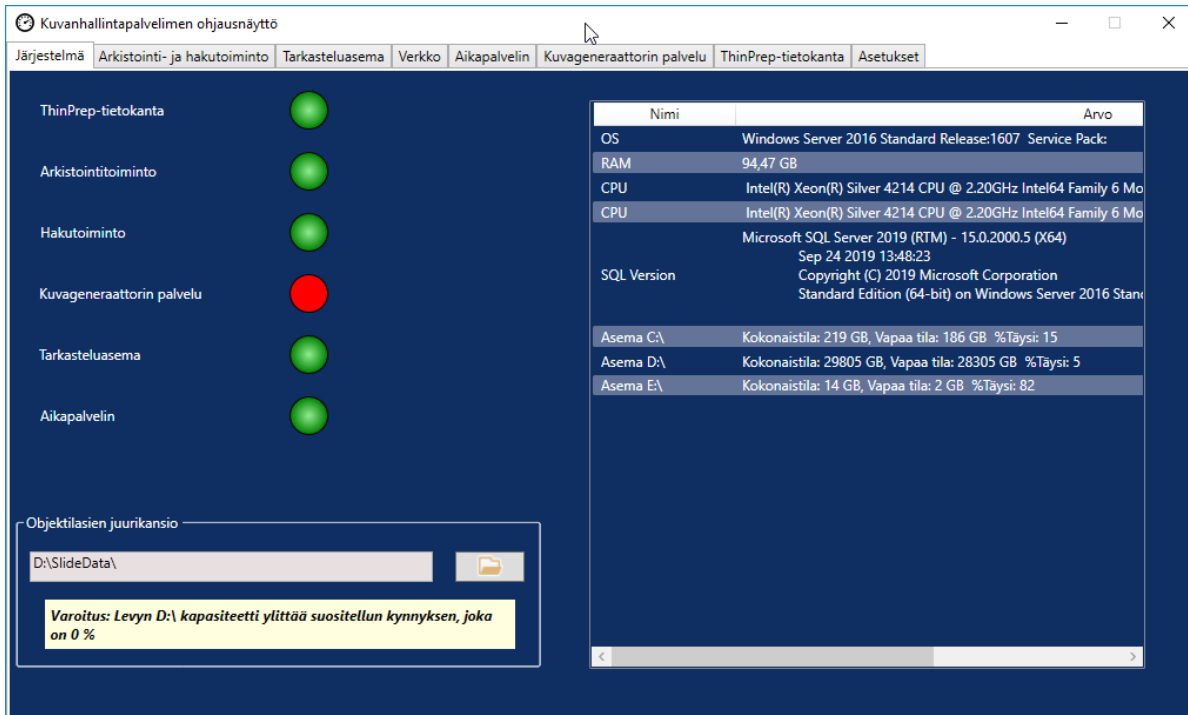 Kuvanhallintapalvelimen ohjausnäyttö
Järjestelmä Arkistointi- ja hakutoiminto Tarkasteluasema Verkko Aikapalvelin Kuvageneraattorin palvelu ThinPrep-tietokanta Asetukset
ThinPrep-tietokanta
Arkistointitoiminto
Hakutoiminto
Kuvageneraattorin palvelu
Tarkasteluasema
Aikapalvelin
Objektilasien juurikansio
D:\SlideData\
Varoitus: Levyn D:\ kapasiteetti ylittää suositellun kynnyksen, joka
on 0 %
Nimi Arvo
OS Windows Server 2016 Standard Release:1607 Service Pack:
RAM 94,47 GB
CPU Intel(R) Xeon(R) Silver 4214 CPU @ 2.20GHz Intel64 Family 6 Mo
CPU Intel(R) Xeon(R) Silver 4214 CPU @ 2.20GHz Intel64 Family 6 Mo
Microsoft SQL Server 2019 (RTM) - 15.0.2000.5 (X64)
Sep 24 2019 13:48:23
SQL Version Copyright (C) 2019 Microsoft Corporation
Standard Edition (64-bit) on Windows Server 2016 Stan
Asema C:\ Kokonaistila: 219 GB, Vapaa tila: 186 GB %Täysi: 15
Asema D:\ Kokonaistila: 29805 GB, Vapaa tila: 28305 GB %Täysi: 5
Asema E:\ Kokonaistila: 14 GB, Vapaa tila: 2 GB %Täysi: 82